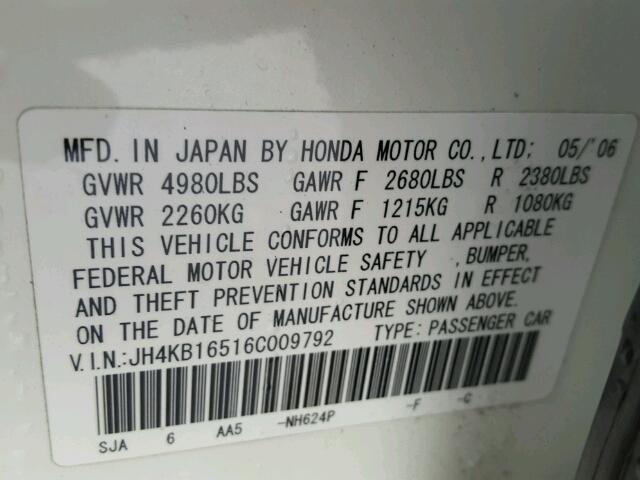 MFD. IN JAPAN BY HONDA MOTOR CO.,LTD; 05/'06
GVWR 4980LBS GAWR F 2680LBS R 2380LBS
GVWR 2260KG GAWR F 1215KG R 1080KG
THIS VEHICLE CONFORMS TO ALL APPLICABLE
FEDERAL MOTOR VEHICLE SAFETY ,BUMPER,
AND THEFT PREVENTION STANDARDS IN EFFECT
ON THE DATE OF MANUFACTURE SHOWN ABOVE.
V.I.N.:JH4KB16516C009792 TYPE: PASSENGER CAR
SJA 6 AA5 -NH624P -F -C